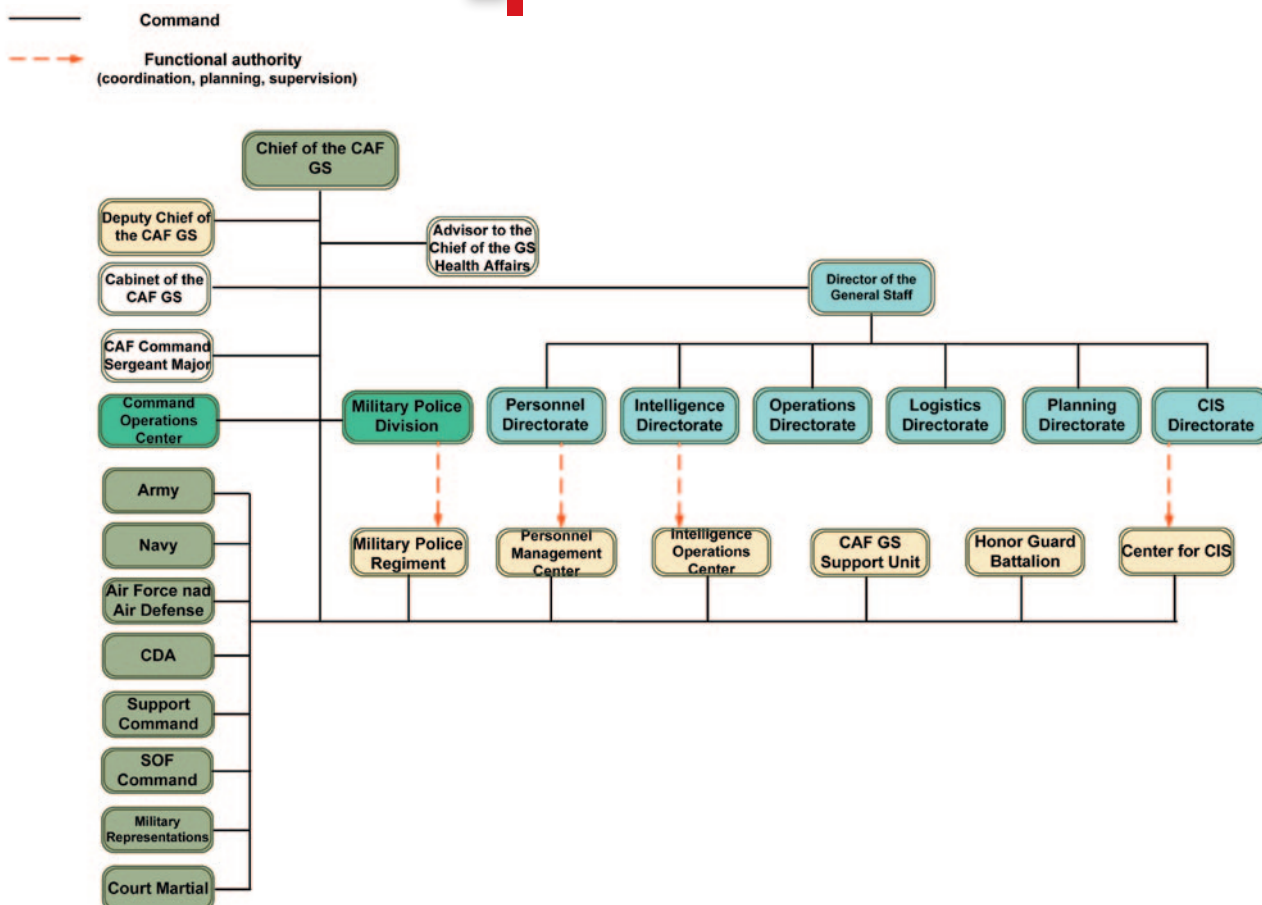 Command
Functional authority
(coordination, planning, supervision)
Chief of the CAF
GS
Deputy Chief of
the CAF GS
Advisor to the
Chief of the GS
Health Affairs
Cabinet of the
CAF GS
Director of the
General Staff
CAF Command
Sergeant Major
Command
Operations
Center
Military Police
Division
Personnel
Directorate
Intelligence
Directorate
Operations
Directorate
Logistics
Directorate
Planning
Directorate
CIS
Directorate
Army
Navy
Air Force nad
Air Defense
CDA
Support
Command
SOF
Command
Military
Representations
Court Martial
Military Police
Regiment
Personnel
Management
Center
Intelligence
Operations
Center
CAF GS
Support Unit
Honor Guard
Battalion
Center for CIS